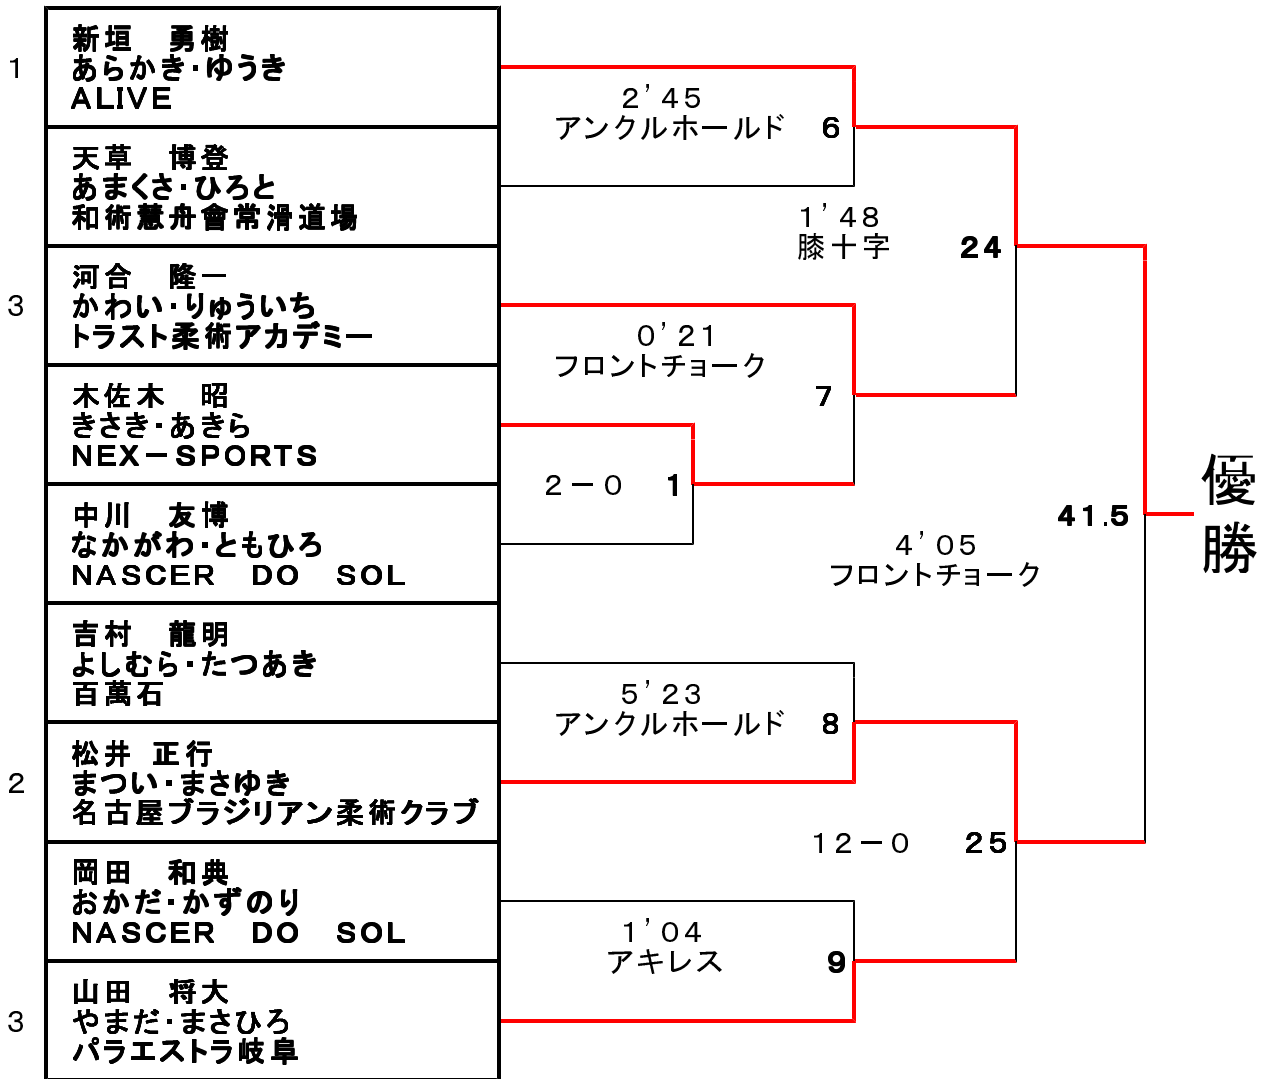 1
新垣　勇樹
あらかき・ゆうき
ALIVE
天草　博登
あまくさ・ひろと
和術慧舟會常滑道場
3
河合　隆一
かわい・りゅういち
トラスト柔術アカデミー
木佐木　昭
きさき・あきら
NEX－SPORTS
中川　友博
なかがわ・ともひろ
NASCER　DO　SOL
吉村　龍明
よしむら・たつあき
百萬石
2
松井 正行
まつい・まさゆき
名古屋ブラジリアン柔術クラブ
岡田　和典
おかだ・かずのり
NASCER　DO　SOL
3
山田　将大
やまだ・まさひろ
パラエストラ岐阜
2’45
アンクルホールド
6
0’21
フロントチョーク
7
2－0
1
5’23
アンクルホールド
8
1’04
アキレス
9
1’48
膝十字
24
12－0
25
4’05
フロントチョーク
41.5
優勝